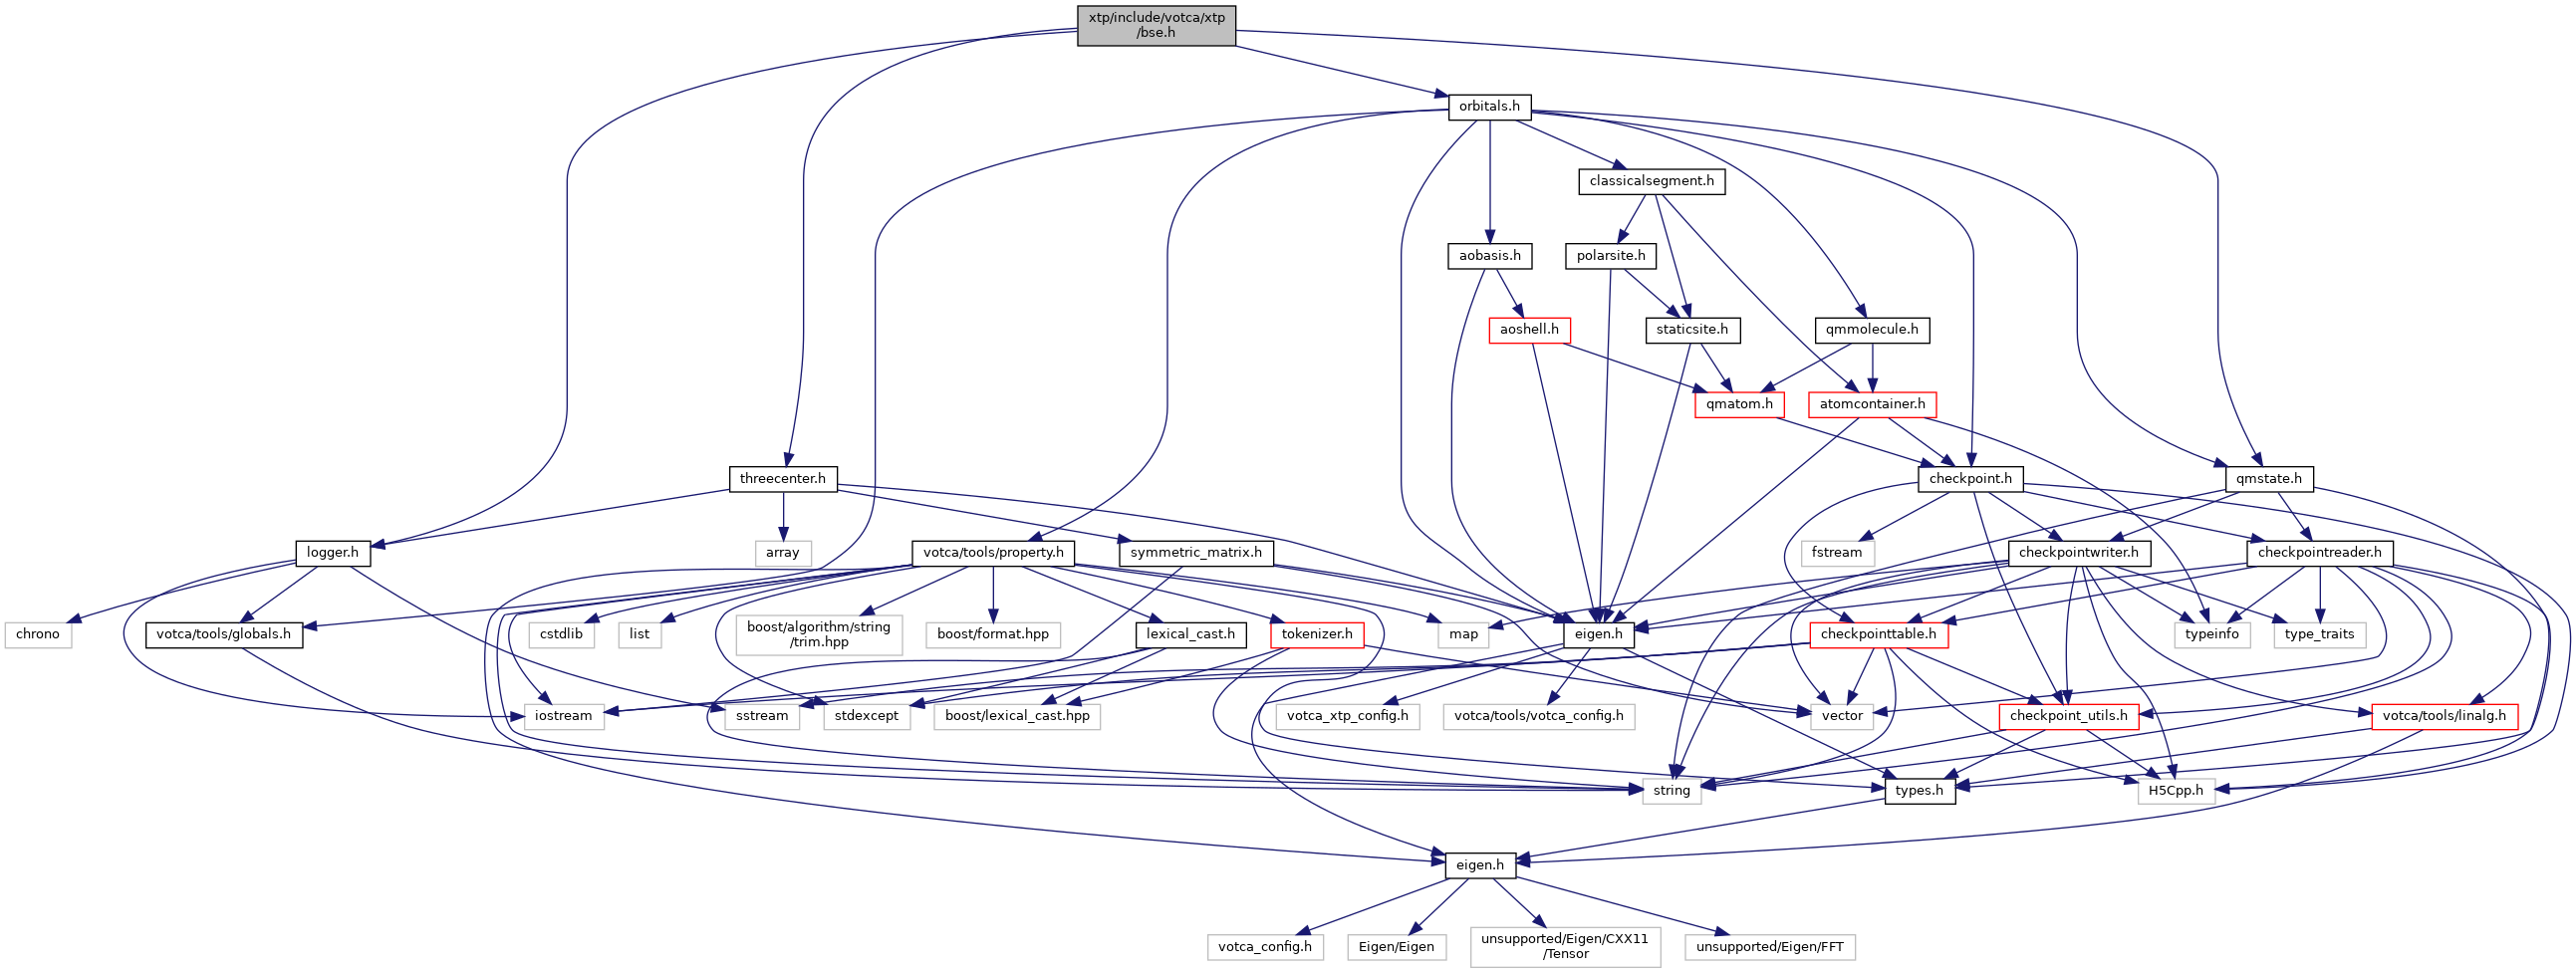 xtp/include/votca/xtp
/bse.h
orbitals.h
classicalsegment.h
aobasis.h
polarsite.h
aoshell.h
staticsite.h
qmmolecule.h
qmatom.h
atomcontainer.h
threecenter.h
checkpoint.h
qmstate.h
logger.h
array
votca/tools/property.h
symmetric_matrix.h
fstream
checkpointwriter.h
checkpointreader.h
chrono
votca/tools/globals.h
cstdlib
list
boost/algorithm/string
/trim.hpp
boost/format.hpp
lexical_cast.h
tokenizer.h
map
eigen.h
checkpointtable.h
typeinfo
type_traits
iostream
sstream
stdexcept
boost/lexical_cast.hpp
votca_xtp_config.h
votca/tools/votca_config.h
vector
checkpoint_utils.h
votca/tools/linalg.h
string
types.h
H5Cpp.h
eigen.h
votca_config.h
Eigen/Eigen
unsupported/Eigen/CXX11
/Tensor
unsupported/Eigen/FFT